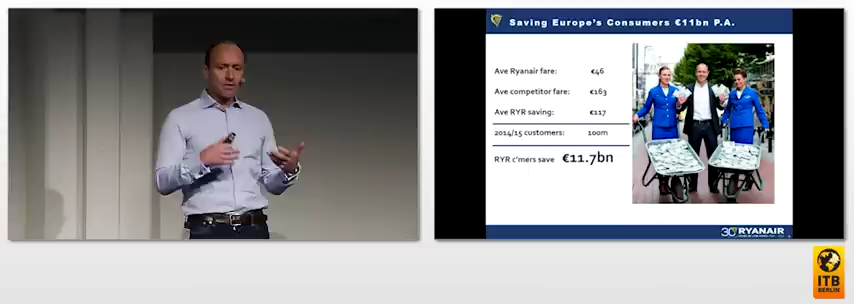 Saving Europe's Consumers €11bn P.A.
Ave Ryanair fare: €46
Ave competitor fare: €163
Ave RYR saving: €117
2014/15 customers: 100m
RYR c'mers save €11.7bn
30 RYANAIR
ITB
BERLIN